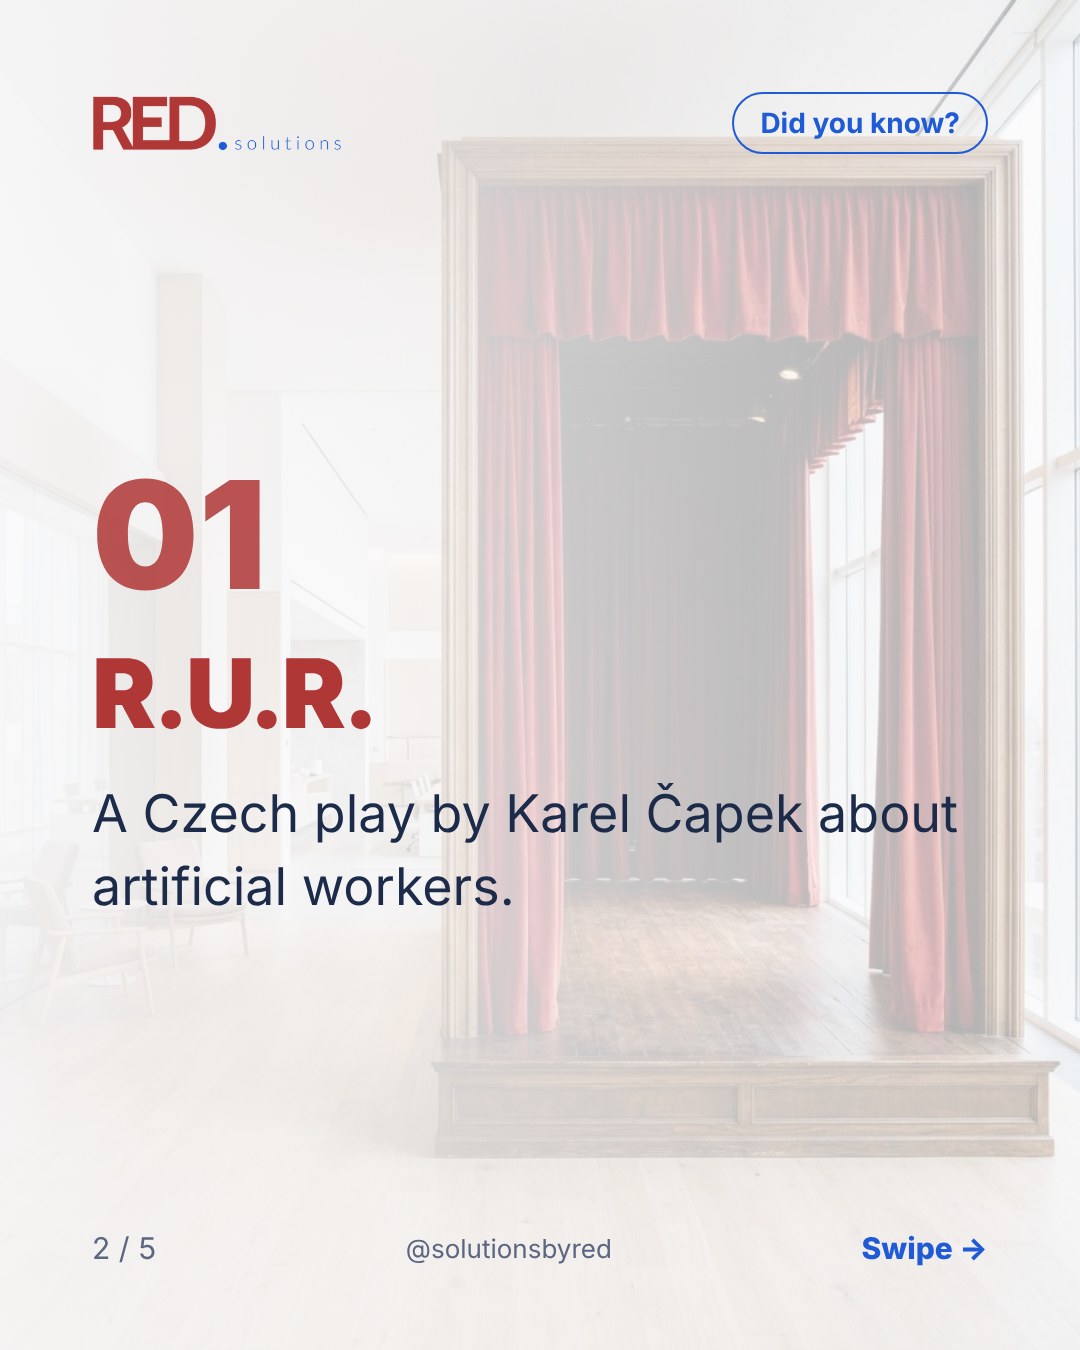 RED.solutions
Did you know?
01
R.U.R.
A Czech play by Karel Čapek about
artificial workers.
2 / 5
@solutionsbyred
Swipe →